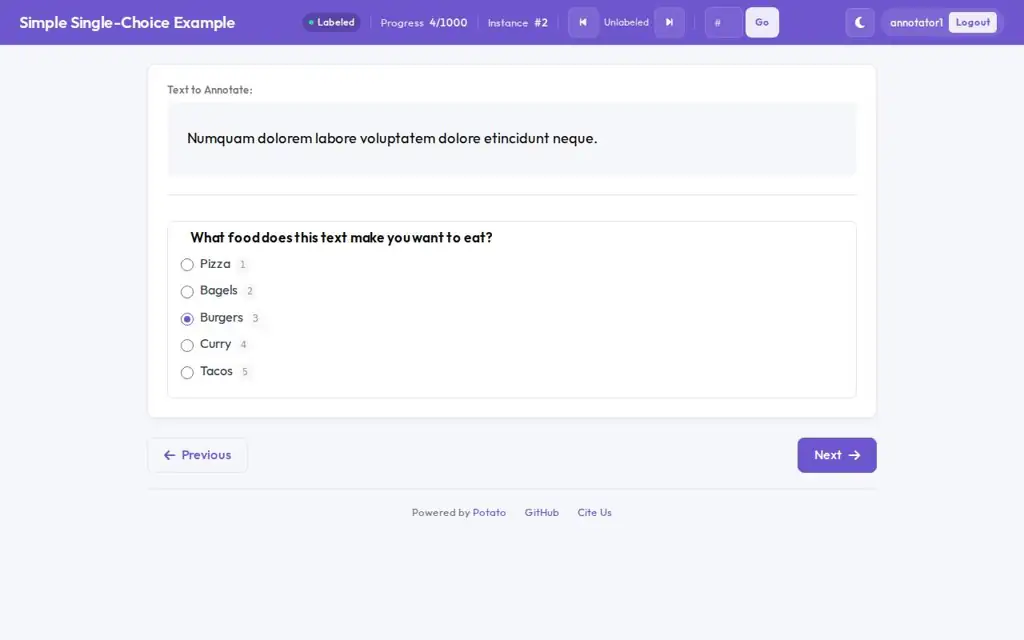 Simple Single-Choice Example
Labeled
Progress 4/1000
Instance #2
Unlabeled
#
Go
annotator1
Logout
Text to Annotate:
Numquam dolorem labore voluptatem dolore etincidunt neque.
What food does this text make you want to eat?
Pizza 1
Bagels 2
Burgers 3
Curry 4
Tacos 5
← Previous
Next →
Powered by Potato GitHub Cite Us